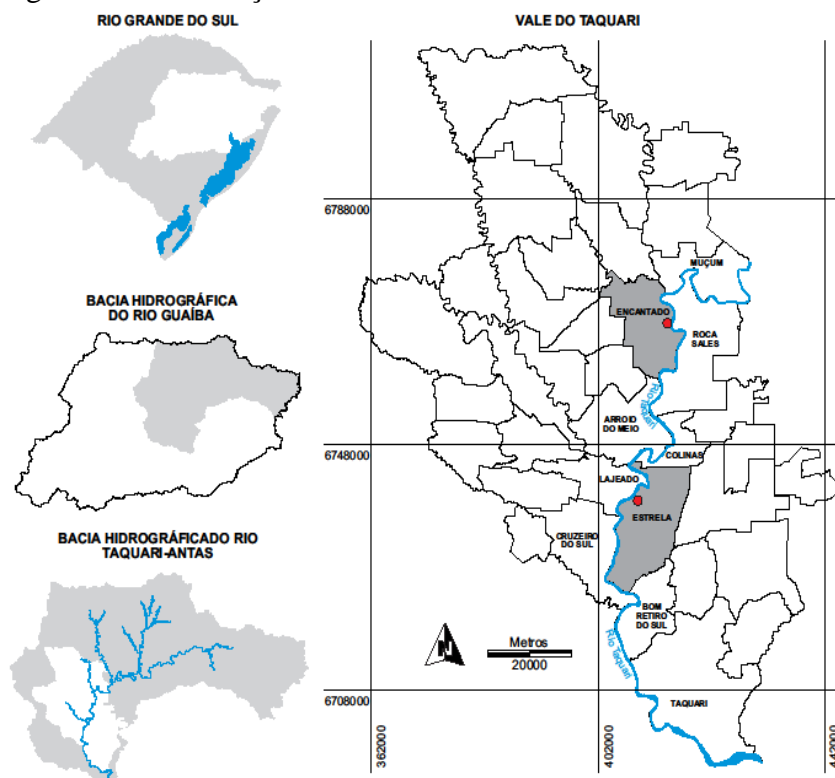 RIO GRANDE DO SUL
BACIA HIDROGRÁFICA
DO RIO GUAÍBA
BACIA HIDROGRÁFICADO RIO
TAQUARI-ANTAS
VALE DO TAQUARI
6788000
MUÇUM
ENCANTADO
ROCA
SALES
Rio Taquari
ARROIO
DO MEIO
6748000
COLINAS
LAJEADO
ESTRELA
CRUZEIRO
DO SUL
BOM
RETIRO
DO SUL
Rio Taquari
N
Metros
20000
6708000
TAQUARI
362000
402000
442000